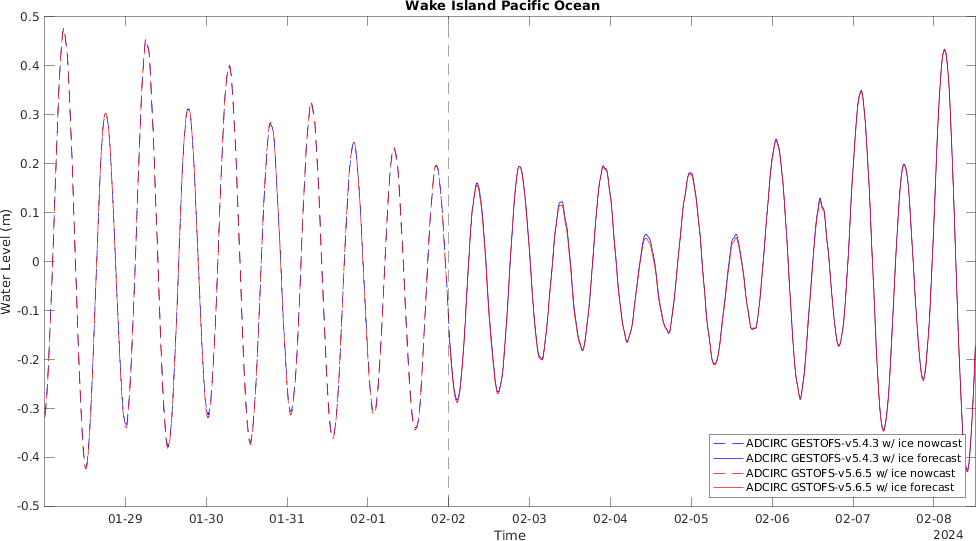 Wake Island Pacific Ocean
0.5
0.4
0.3
0.2
0.1
0
-0.1
-0.2
-0.3
-0.4
-0.5
Water Level (m)
ADCIRC GESTOFS-v5.4.3 w/ ice nowcast
ADCIRC GESTOFS-v5.4.3 w/ ice forecast
ADCIRC GSTOFS-v5.6.5 w/ ice nowcast
ADCIRC GSTOFS-v5.6.5 w/ ice forecast
01-29 01-30 01-31 02-01 02-02 02-03 02-04 02-05 02-06 02-07 02-08
Time
2024